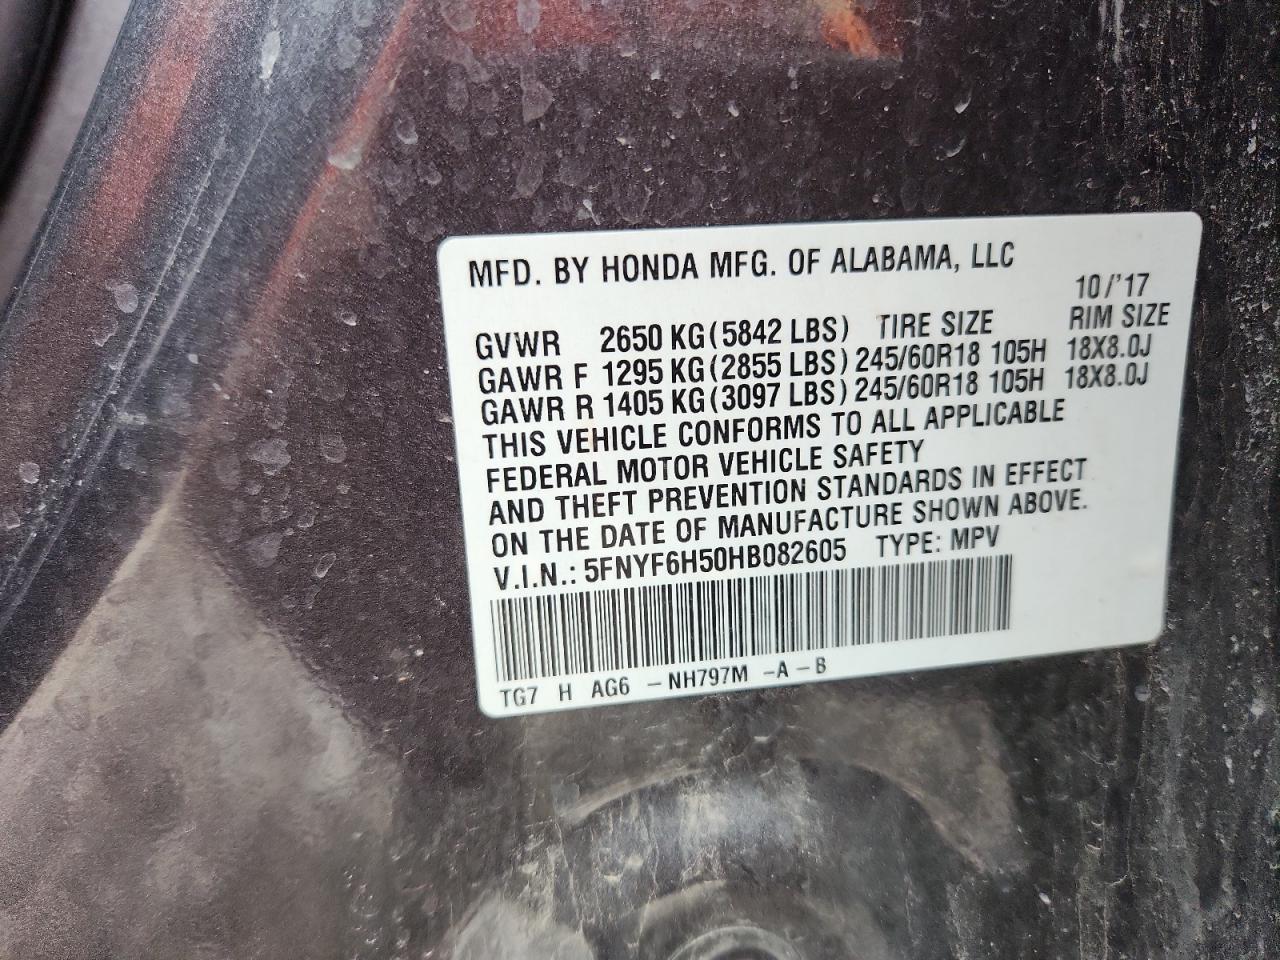 MFD. BY HONDA MFG. OF ALABAMA, LLC
10/'17
GVWR 2650 KG(5842 LBS) TIRE SIZE RIM SIZE
GAWR F 1295 KG(2855 LBS) 245/60R18 105H 18X8.0J
GAWR R 1405 KG(3097 LBS) 245/60R18 105H 18X8.0J
THIS VEHICLE CONFORMS TO ALL APPLICABLE
FEDERAL MOTOR VEHICLE SAFETY
AND THEFT PREVENTION STANDARDS IN EFFECT
ON THE DATE OF MANUFACTURE SHOWN ABOVE.
V.I.N.: 5FNYF6H50HB082605 TYPE: MPV
TG7 H AG6 -NH797M -A-B